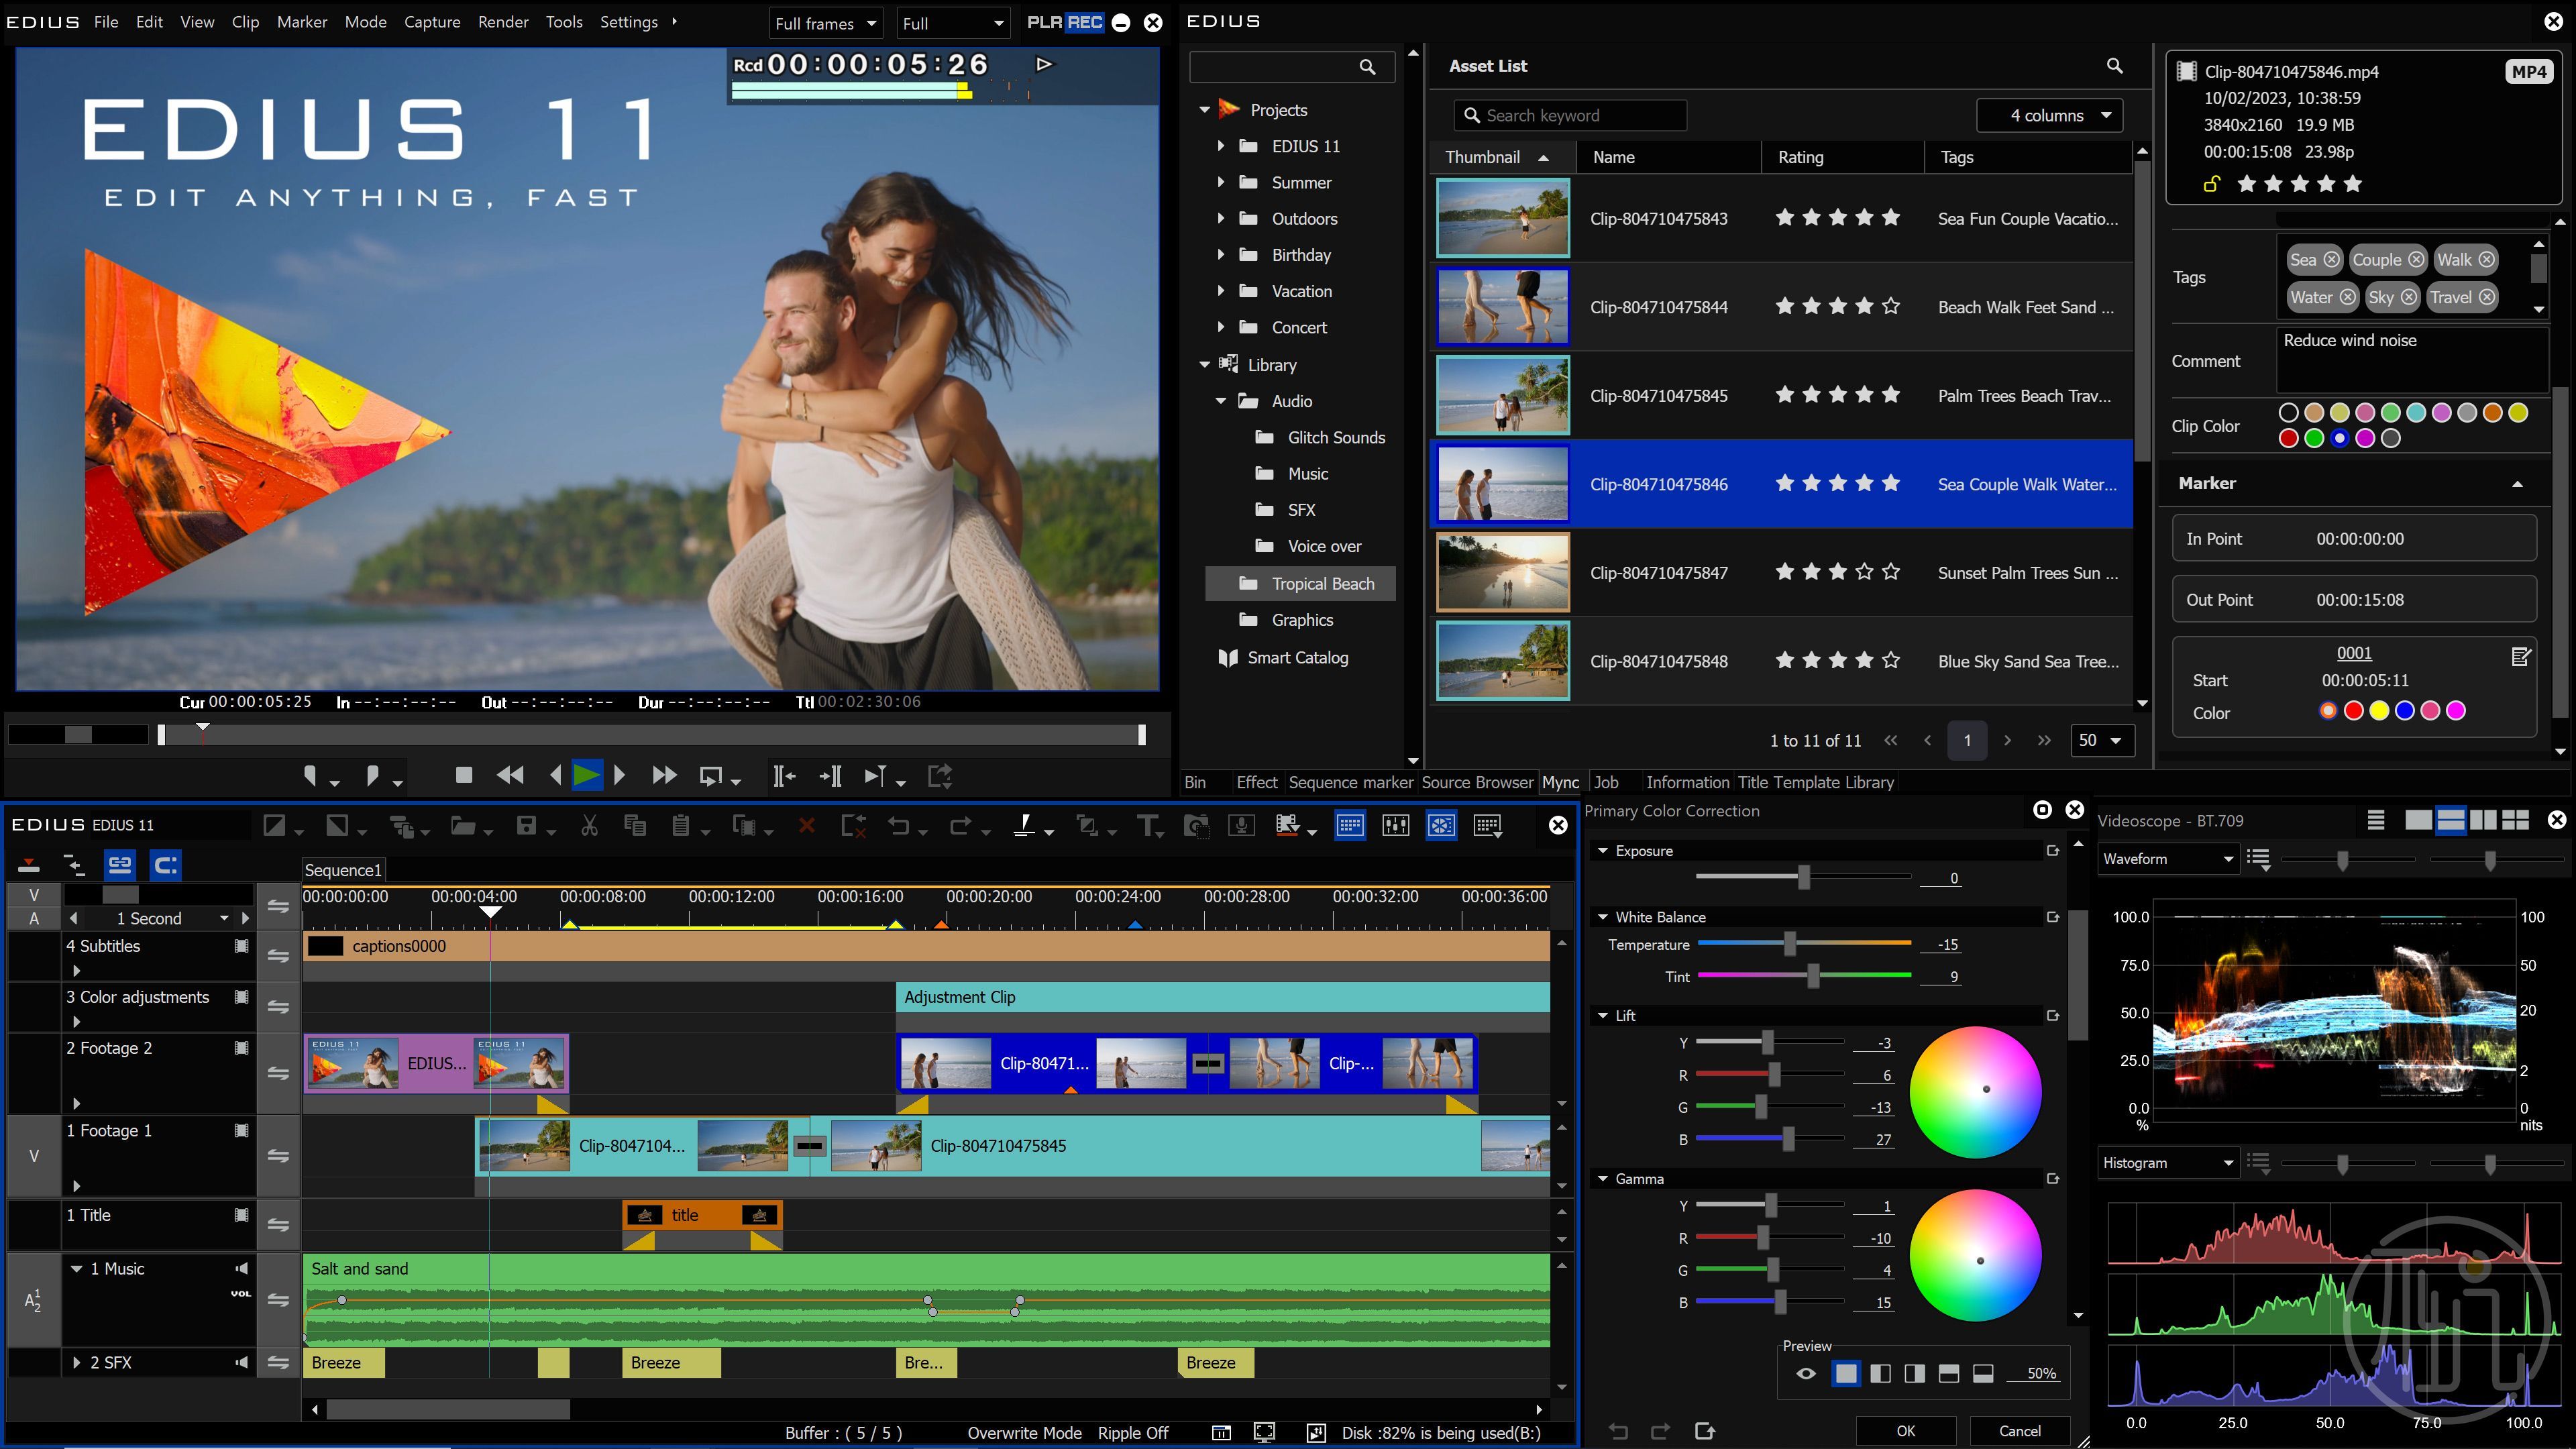 EDIUS File Edit View Clip Marker Mode Capture Render Tools Settings Full frames Full PLR REC
Rcd 00:00:05:26
EDIUS 11
EDIT ANYTHING, FAST
Cur 00:00:05:25 In --:--:--:-- Out --:--:--:-- Dur --:--:--:-- Ttl 00:02:30:06
EDIUS
Projects
EDIUS 11
Summer
Outdoors
Birthday
Vacation
Concert
Library
Audio
Glitch Sounds
Music
SFX
Voice over
Tropical Beach
Graphics
Smart Catalog
Asset List
Search keyword 4 columns
Thumbnail Name Rating Tags
Clip-804710475843 Sea Fun Couple Vacatio...
Clip-804710475844 Beach Walk Feet Sand ...
Clip-804710475845 Palm Trees Beach Trav...
Clip-804710475846 Sea Couple Walk Water...
Clip-804710475847 Sunset Palm Trees Sun ...
Clip-804710475848 Blue Sky Sand Sea Tree...
1 to 11 of 11 1 50
Bin Effect Sequence marker Source Browser Mync Job Information Title Template Library
Clip-804710475846.mp4 MP4
10/02/2023, 10:38:59
3840x2160 19.9 MB
00:00:15:08 23.98p
Tags Sea Couple Walk
Water Sky Travel
Comment Reduce wind noise
Clip Color
Marker
In Point 00:00:00:00
Out Point 00:00:15:08
0001
Start 00:00:05:11
Color
EDIUS EDIUS 11
Sequence1
V 00:00:00:00 00:00:04:00 00:00:08:00 00:00:12:00 00:00:16:00 00:00:20:00 00:00:24:00 00:00:28:00 00:00:32:00 00:00:36:00
A 1 Second
4 Subtitles captions0000
3 Color adjustments Adjustment Clip
2 Footage 2 EDIUS... Clip-80471... Clip-...
V 1 Footage 1 Clip-8047104... Clip-804710475845
1 Title title
A 1 2 1 Music VOL Salt and sand
2 SFX Breeze Breeze Bre... Breeze
Buffer : ( 5 / 5 ) Overwrite Mode Ripple Off Disk :82% is being used(B:)
Primary Color Correction
Exposure
0
White Balance
Temperature -15
Tint 9
Lift
Y -3
R 6
G -13
B 27
Gamma
Y 1
R -10
G 4
B 15
Preview
50%
OK Cancel
Videoscope - BT.709
Waveform
100.0 100
75.0 50
50.0 20
25.0 2
0.0 0
% nits
Histogram
0.0 25.0 50.0 75.0 100.0